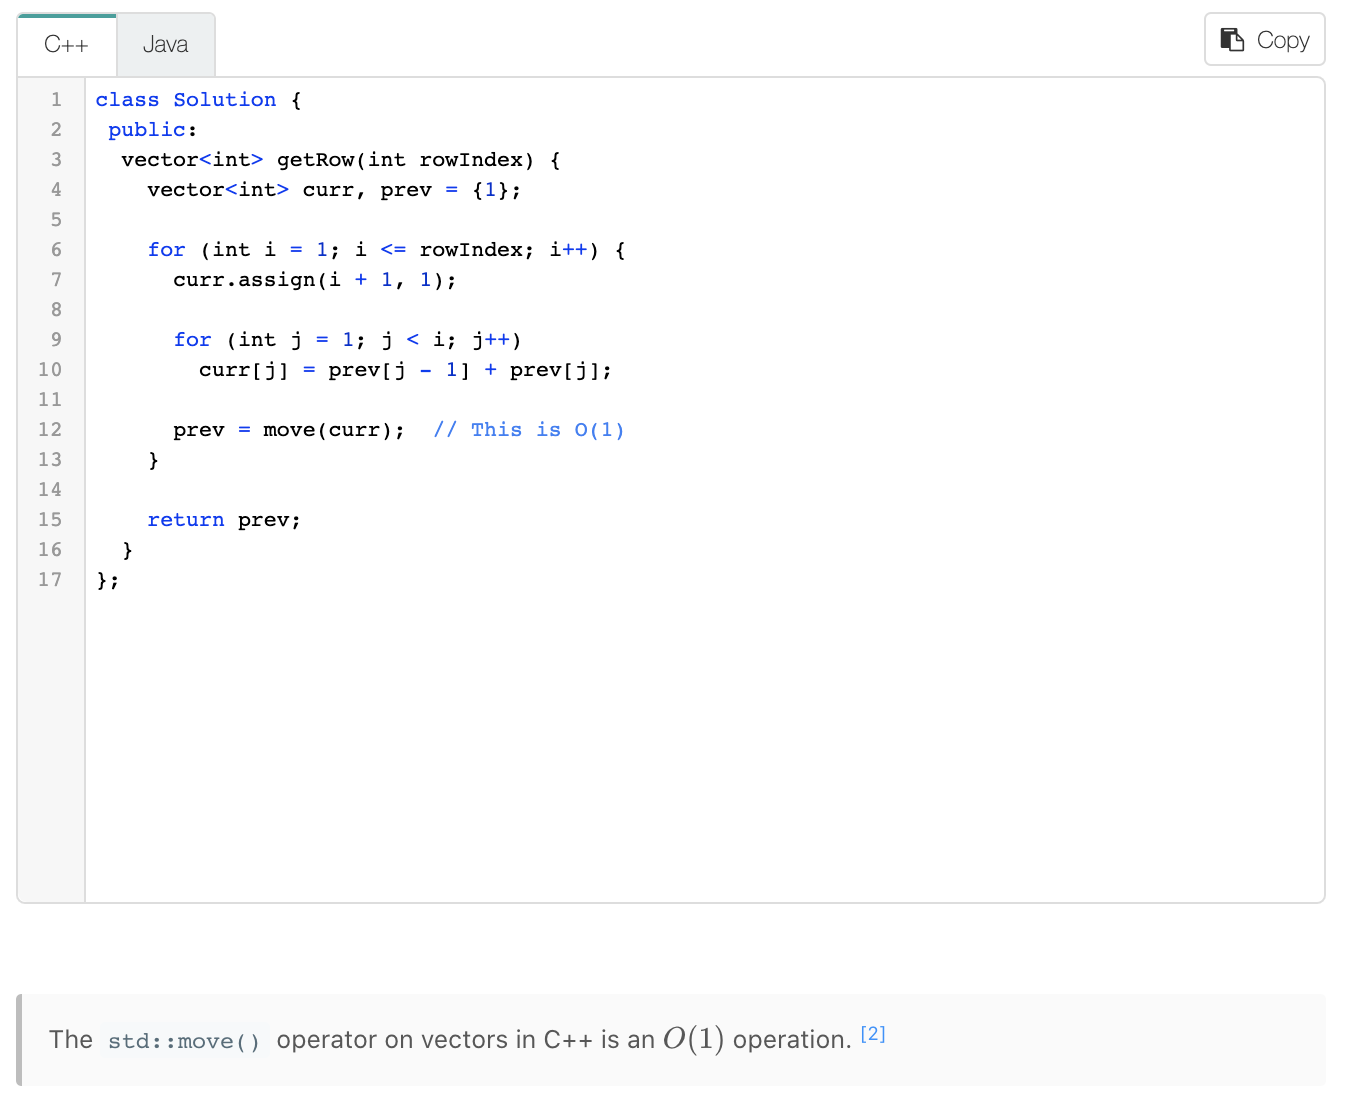 C++
Java
Copy
1 class Solution {
2  public:
3   vector<int> getRow(int rowIndex) {
4     vector<int> curr, prev = {1};
5
6     for (int i = 1; i <= rowIndex; i++) {
7       curr.assign(i + 1, 1);
8
9       for (int j = 1; j < i; j++)
10         curr[j] = prev[j - 1] + prev[j];
11
12       prev = move(curr);  // This is O(1)
13     }
14
15     return prev;
16   }
17 };
The std::move() operator on vectors in C++ is an O(1) operation. [2]